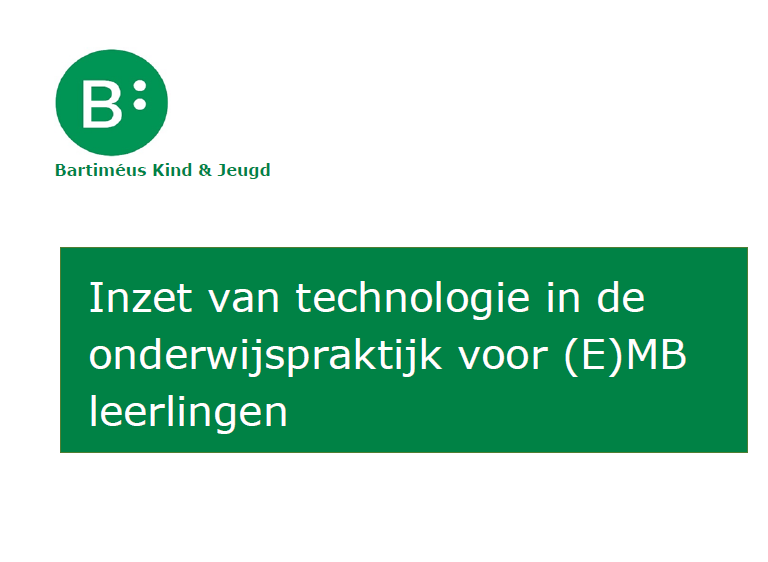 B:
Bartiméus Kind & Jeugd
Inzet van technologie in de
onderwijspraktijk voor (E)MB
leerlingen